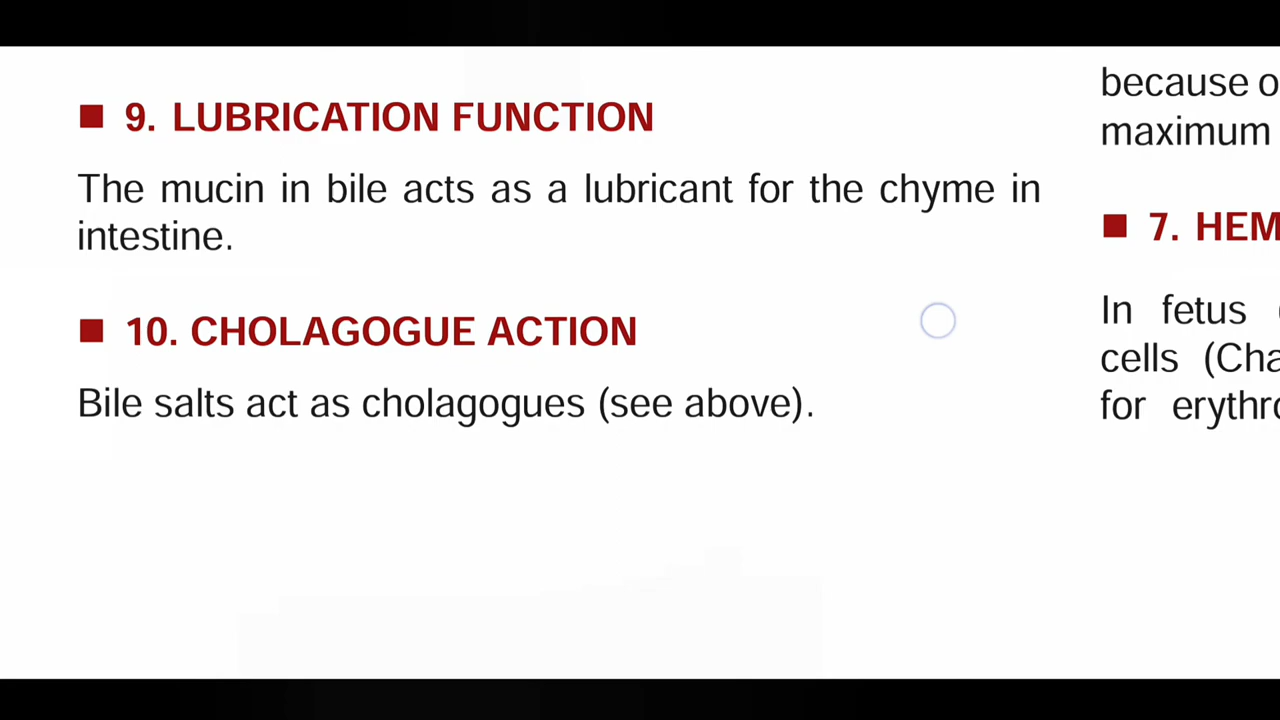 9. LUBRICATION FUNCTION
The mucin in bile acts as a lubricant for the chyme in
intestine.
10. CHOLAGOGUE ACTION
Bile salts act as cholagogues (see above).
because o
maximum
7. HEM
In fetus
cells (Cha
for erythro